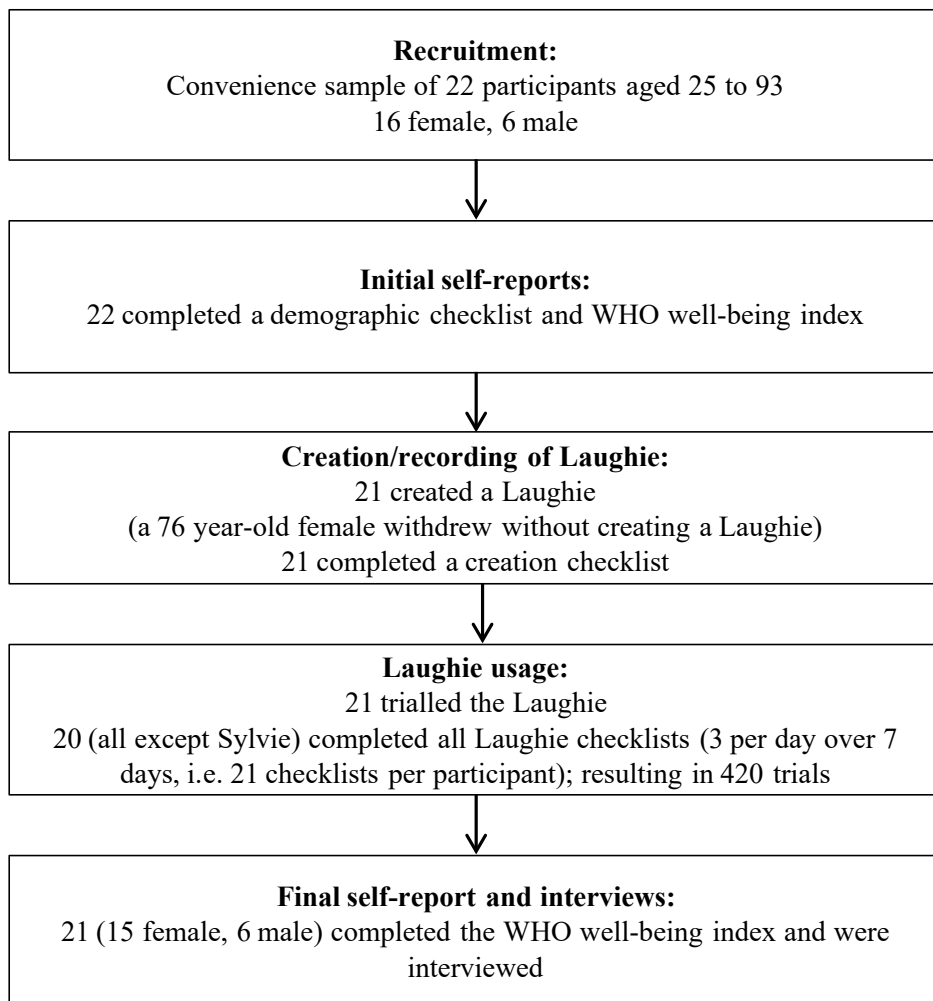 Recruitment:
Convenience sample of 22 participants aged 25 to 93
16 female, 6 male
Initial self-reports:
22 completed a demographic checklist and WHO well-being index
Creation/recording of Laughie:
21 created a Laughie
(a 76 year-old female withdrew without creating a Laughie)
21 completed a creation checklist
Laughie usage:
21 trialled the Laughie
20 (all except Sylvie) completed all Laughie checklists (3 per day over 7
days, i.e. 21 checklists per participant); resulting in 420 trials
Final self-report and interviews:
21 (15 female, 6 male) completed the WHO well-being index and were
interviewed